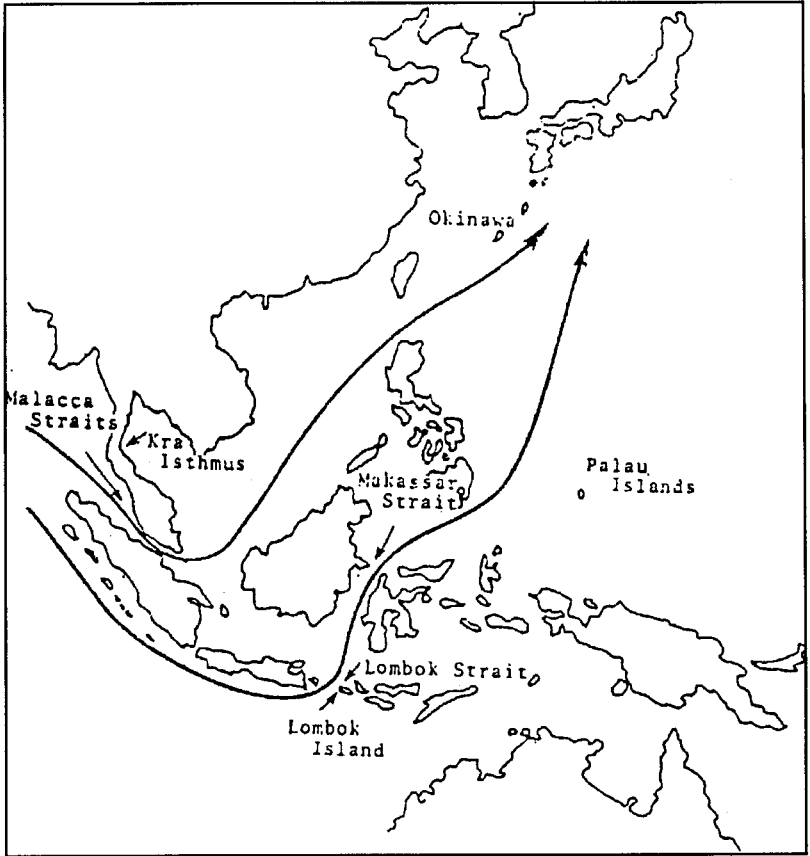 Okinawa
Malacca
Straits
Kra
Isthmus
Makassar
Strait
Palau
Islands
Lombok Strait
Lombok
Island